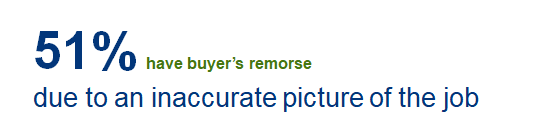 51% have buyer's remorse
due to an inaccurate picture of the job